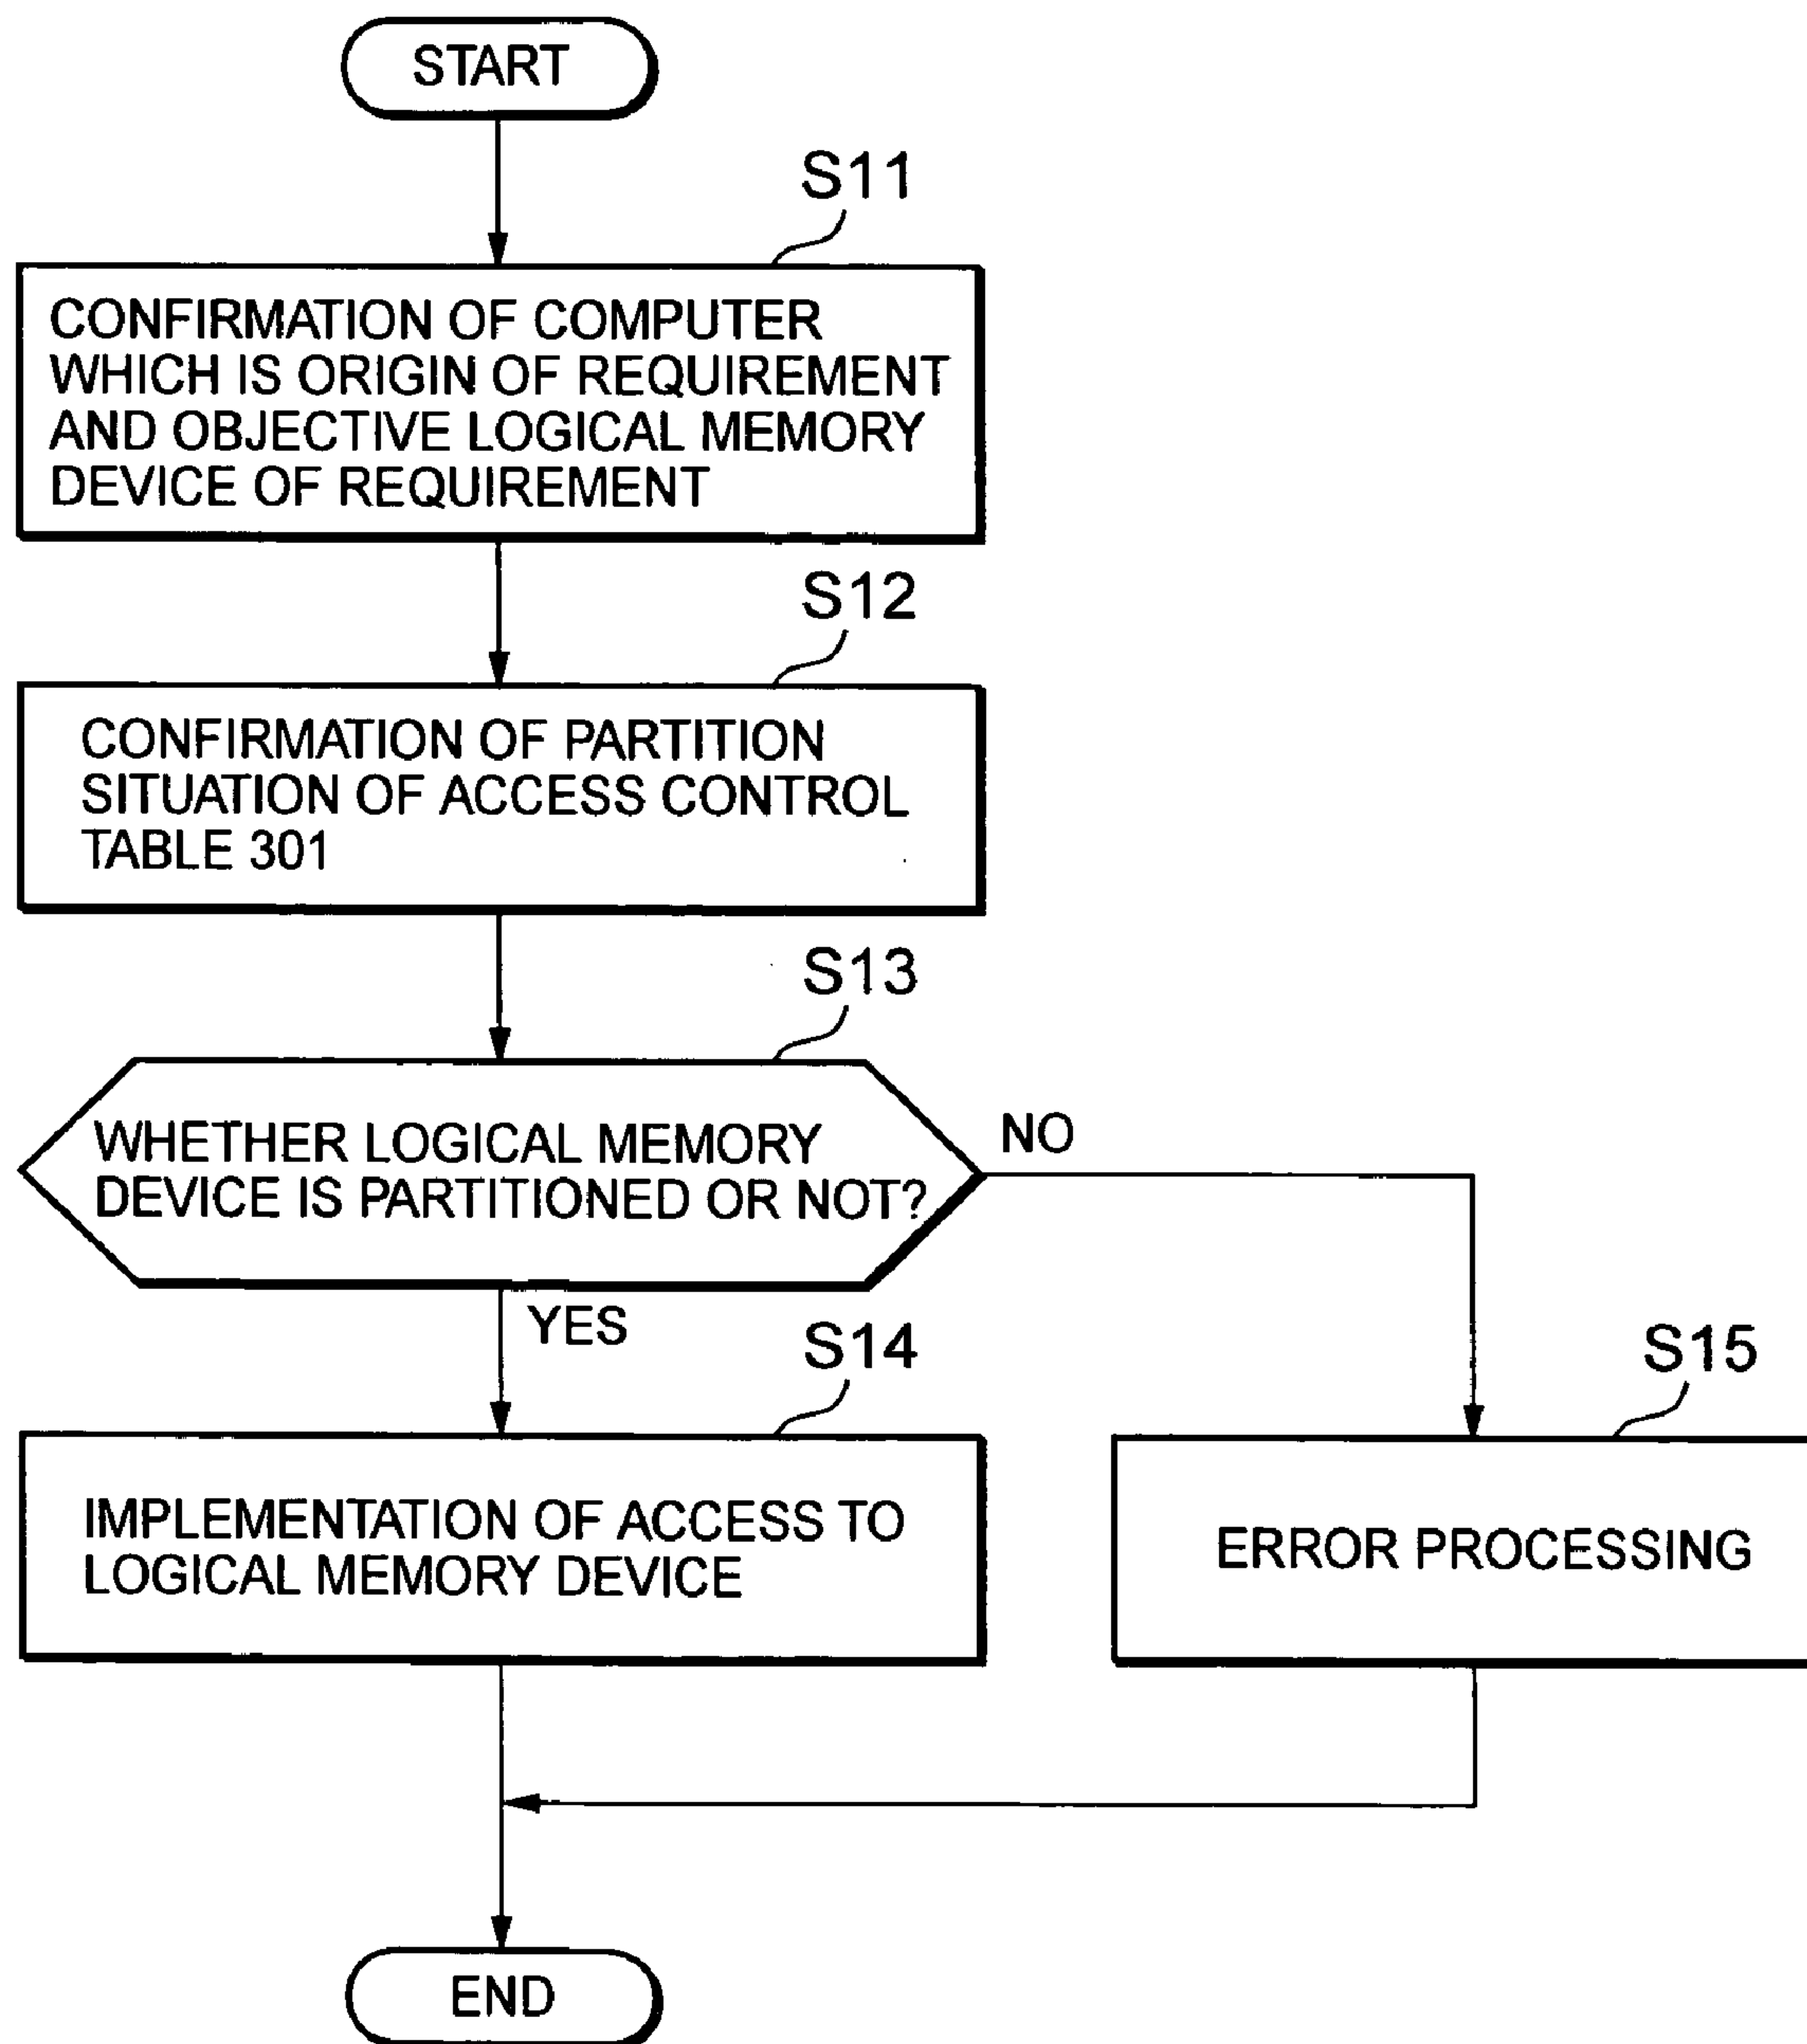 START
S11
CONFIRMATION OF COMPUTER
WHICH IS ORIGIN OF REQUIREMENT
AND OBJECTIVE LOGICAL MEMORY
DEVICE OF REQUIREMENT
S12
CONFIRMATION OF PARTITION
SITUATION OF ACCESS CONTROL
TABLE 301
S13
WHETHER LOGICAL MEMORY
DEVICE IS PARTITIONED OR NOT?
NO
YES
S14
IMPLEMENTATION OF ACCESS TO
LOGICAL MEMORY DEVICE
S15
ERROR PROCESSING
END